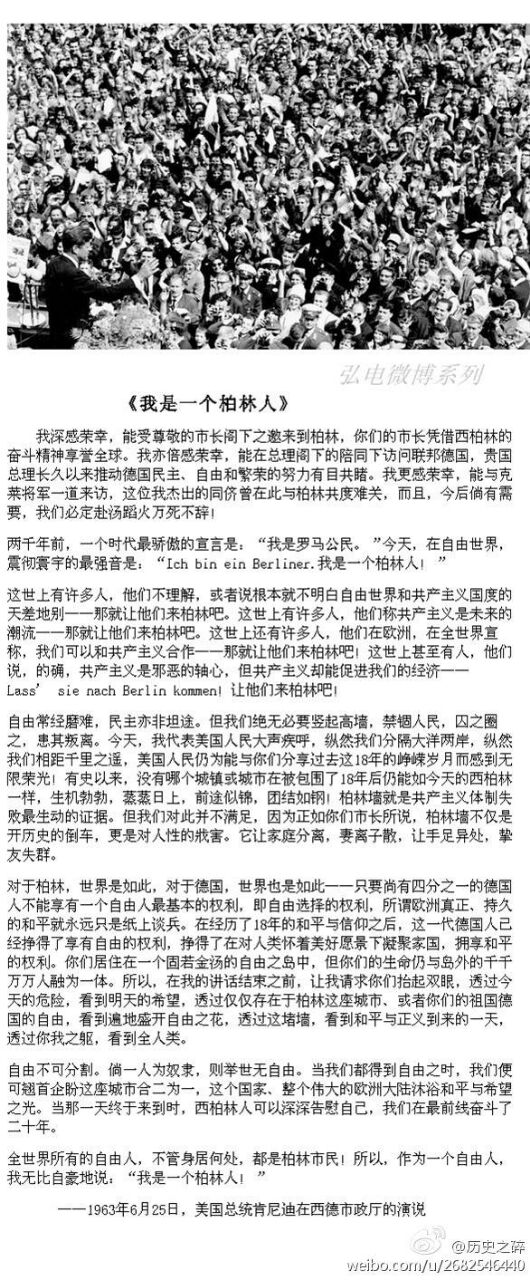 弘电微博系列
《我是一个柏林人》
我深感荣幸，能受尊敬的市长阁下之邀来到柏林，你们的市长凭借西柏林的
奋斗精神享誉全球。我亦倍感荣幸，能在总理阁下的陪同下访问联邦德国，贵国
总理长久以来推动德国民主、自由和繁荣的努力有目共睹。我更感荣幸，能与克
莱将军一道来访，这位我杰出的同侪曾在此与柏林共度难关，而且，今后倘有需
要，我们必定赴汤蹈火万死不辞！
两千年前，一个时代最骄傲的宣言是：“我是罗马公民。”今天，在自由世界，
震彻寰宇的最强音是：“Ich bin ein Berliner.我是一个柏林人！”
这世上有许多人，他们不理解，或者说根本就不明白自由世界和共产主义国度的
天差地别——那就让他们来柏林吧。这世上有许多人，他们称共产主义是未来的
潮流——那就让他们来柏林吧。这世上还有许多人，他们在欧洲，在全世界宣
称，我们可以和共产主义合作——那就让他们来柏林吧！这世上甚至有人，他们
说，的确，共产主义是邪恶的轴心，但共产主义却能促进我们的经济——
Lass’ sie nach Berlin kommen！让他们来柏林吧！
自由常经磨难，民主亦非坦途。但我们绝无必要竖起高墙，禁锢人民，囚之圈
之，患其叛离。今天，我代表美国人民大声疾呼，纵然我们分隔大洋两岸，纵然
我们相距千里之遥，美国人民仍为能与你们分享过去这18年的峥嵘岁月而感到无
限荣光！有史以来，没有哪个城镇或城市在被包围了18年后仍能如今天的西柏林
一样，生机勃勃，蒸蒸日上，前途似锦，团结如钢！柏林墙就是共产主义体制失
败最生动的证据。但我们对此并不满足，因为正如你们市长所说，柏林墙不仅是
开历史的倒车，更是对人性的戕害。它让家庭分离，妻离子散，让手足异处，挚
友失群。
对于柏林，世界是如此，对于德国，世界也是如此——只要尚有四分之一的德国
人不能享有一个自由人最基本的权利，即自由选择的权利，所谓欧洲真正、持久
的和平就永远只是纸上谈兵。在经历了18年的和平与信仰之后，这一代德国人已
经挣得了享有自由的权利，挣得了在对人类怀着美好愿景下凝聚家国，拥享和平
的权利。你们居住在一个固若金汤的自由之岛中，但你们的生命仍与岛外的千千
万万人融为一体。所以，在我的讲话结束之前，让我请求你们抬起双眼，透过今
天的危险，看到明天的希望，透过仅仅存在于柏林这座城市、或者你们的祖国德
国的自由，看到遍地盛开自由之花，透过这堵墙，看到和平与正义到来的一天，
透过你我之躯，看到全人类。
自由不可分割。倘一人为奴隶，则举世无自由。当我们都得到自由之时，我们便
可翘首企盼这座城市合二为一，这个国家、整个伟大的欧洲大陆沐浴和平与希望
之光。当那一天终于来到时，西柏林人可以深深告慰自己，我们在最前线奋斗了
二十年。
全世界所有的自由人，不管身居何处，都是柏林市民！所以，作为一个自由人，
我无比自豪地说：“我是一个柏林人！”
——1963年6月25日，美国总统肯尼迪在西德市政厅的演说
@历史之碎
weibo.com/u/2682546440